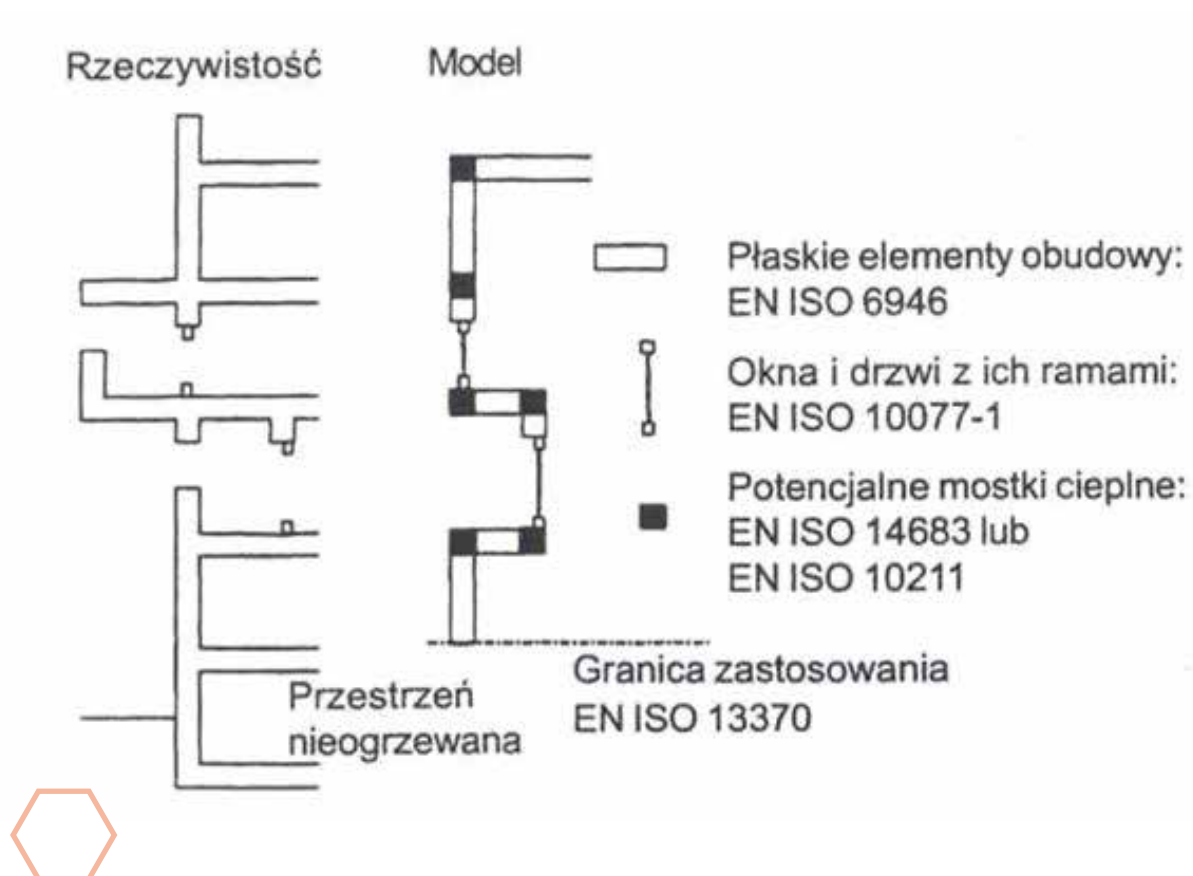 Rzeczywistość
Model
Płaskie elementy obudowy:
EN ISO 6946
Okna i drzwi z ich ramami:
EN ISO 10077-1
Potencjalne mostki cieplne:
EN ISO 14683 lub
EN ISO 10211
Granica zastosowania
EN ISO 13370
Przestrzeń
nieogrzewana